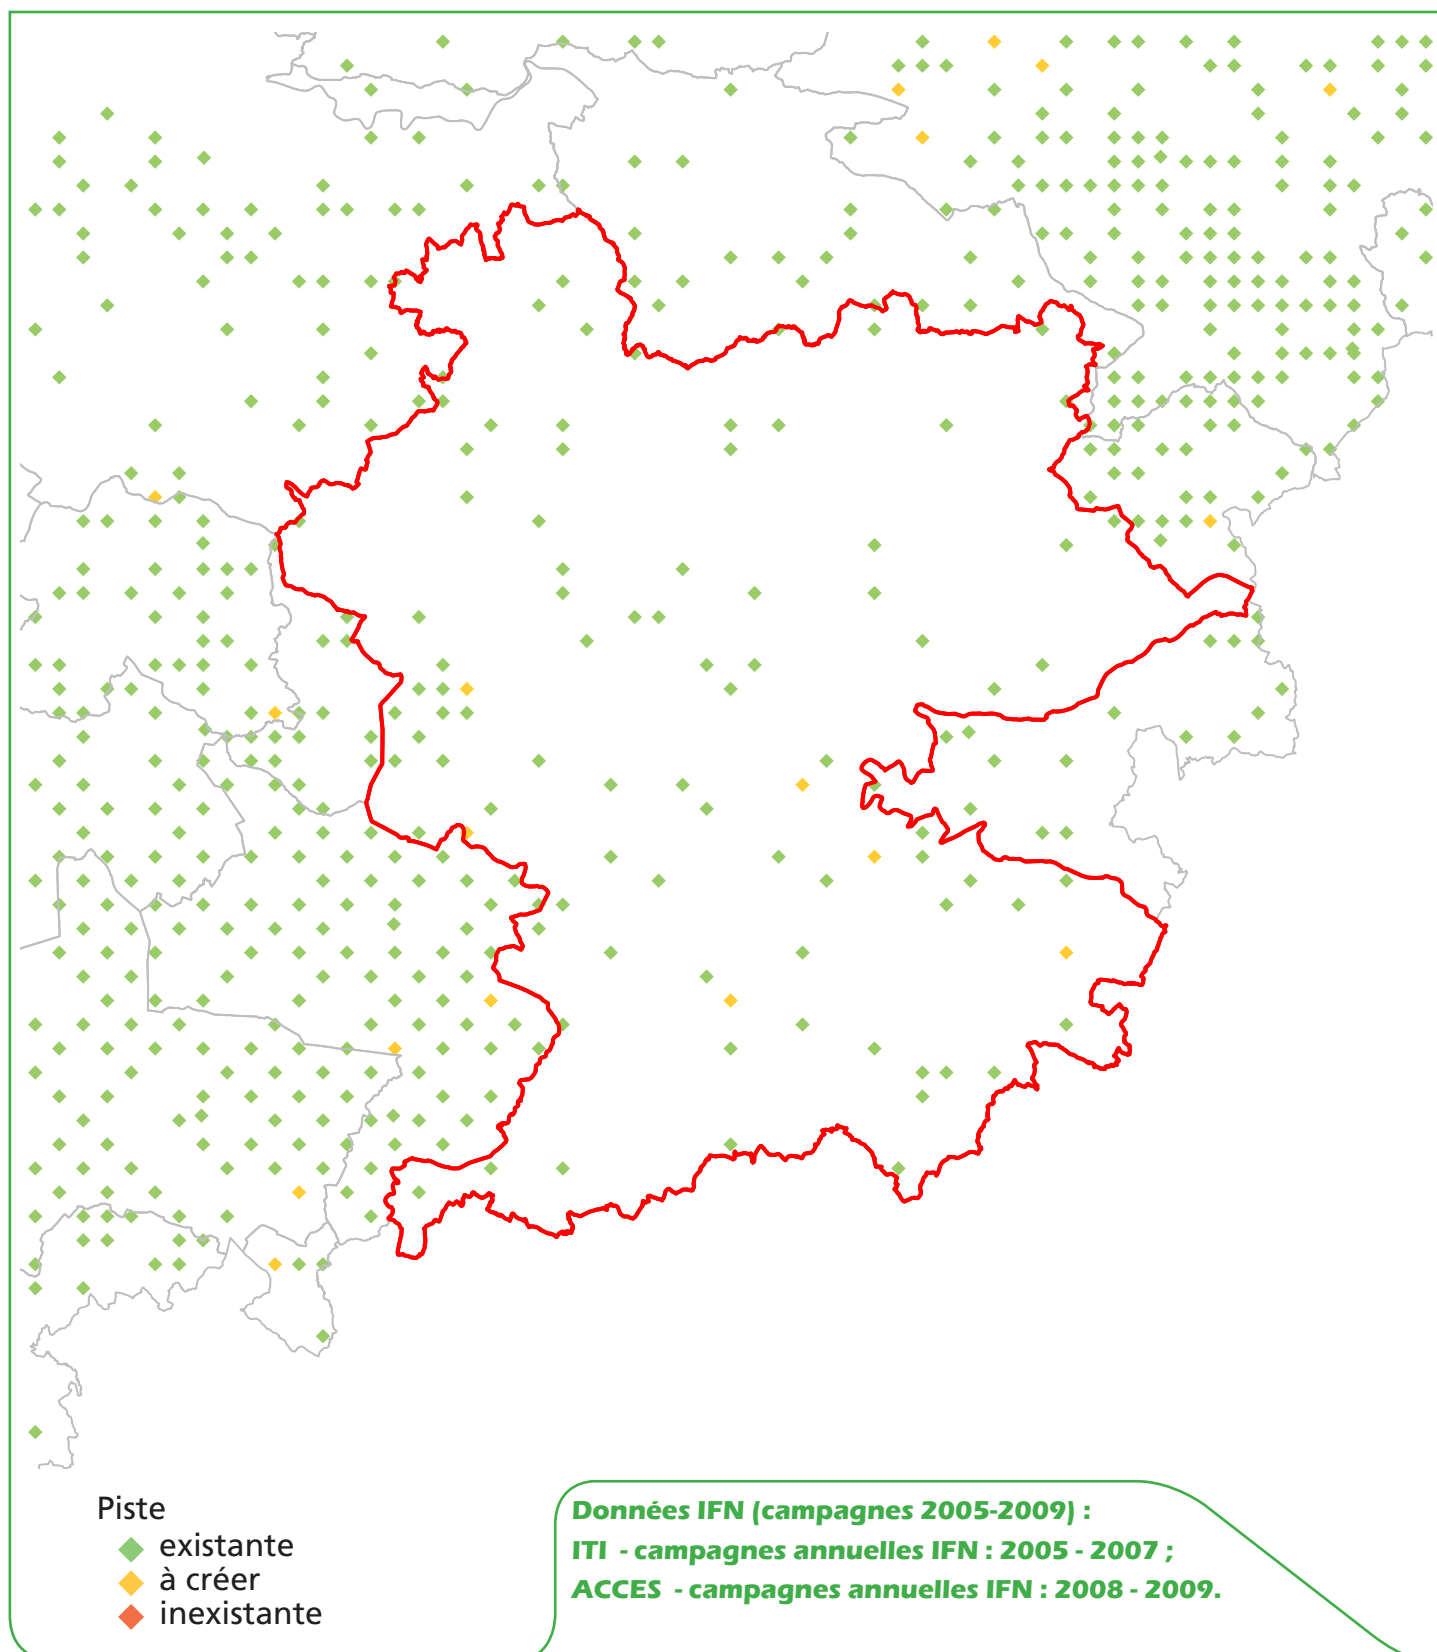 Piste
existante
à créer
inexistante
Données IFN (campagnes 2005-2009) :
ITI - campagnes annuelles IFN : 2005 - 2007 ;
ACCES - campagnes annuelles IFN : 2008 - 2009.